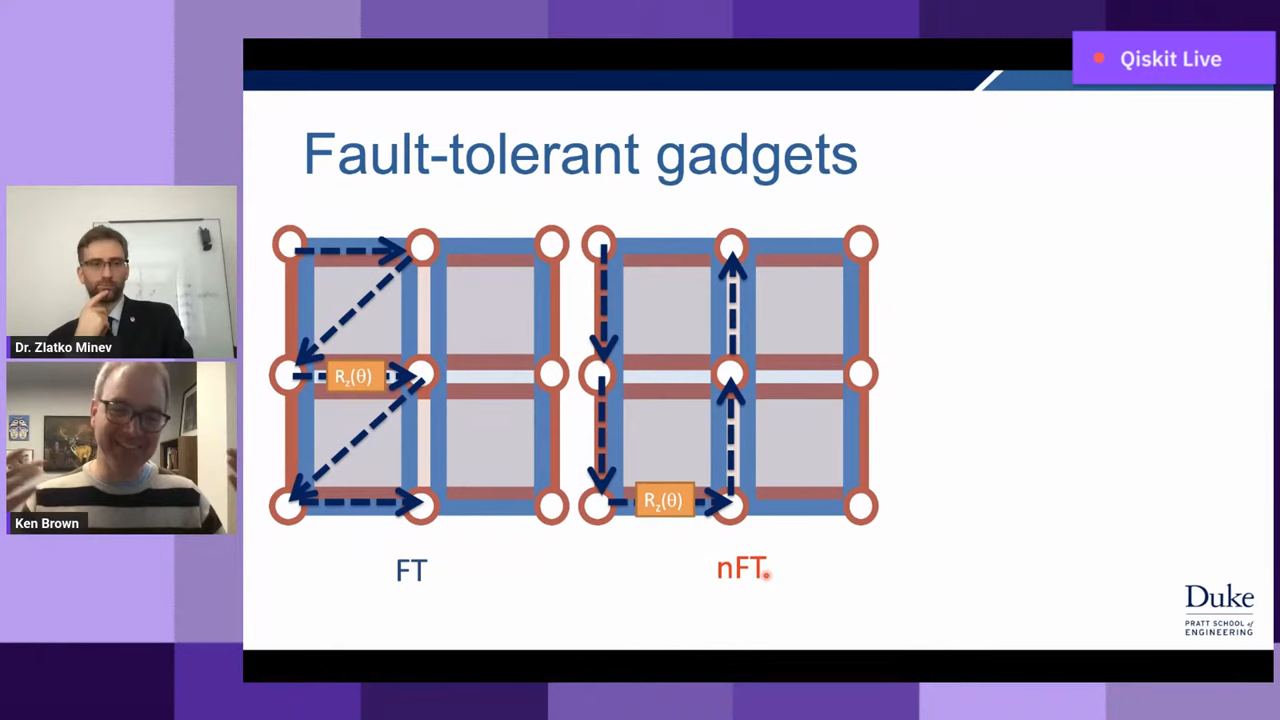 Qiskit Live
Fault-tolerant gadgets
Rz(θ)
Rz(θ)
FT
nFT
Dr. Zlatko Minev
Ken Brown
Duke
PRATT SCHOOL of
ENGINEERING